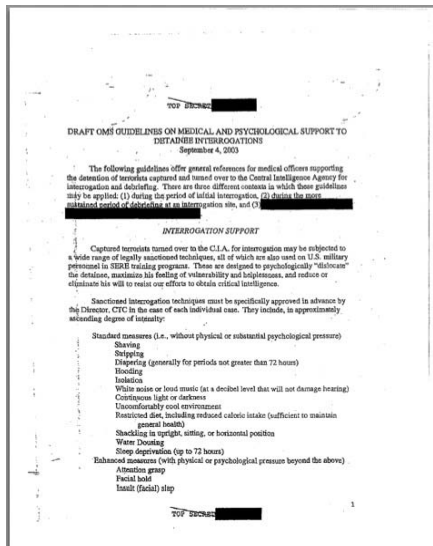 TOP SECRET
DRAFT OMS GUIDELINES ON MEDICAL AND PSYCHOLOGICAL SUPPORT TO
DETAINEE INTERROGATIONS
September 4, 2003
The following guidelines offer general references for medical officers supporting
the detention of terrorists captured and turned over to the Central Intelligence Agency for
interrogation and debriefing. There are three different contexts in which these guidelines
may be applied: (1) during the period of initial interrogation, (2) during the more
sustained period of debriefing at an interrogation site, and (3)
INTERROGATION SUPPORT
Captured terrorists turned over to the C.I.A. for interrogation may be subjected to
a wide range of legally sanctioned techniques, all of which are also used on U.S. military
personnel in SERE training programs. These are designed to psychologically "dislocate"
the detainee, maximize his feeling of vulnerability and helplessness, and reduce or
eliminate his will to resist our efforts to obtain critical intelligence.
Sanctioned interrogation techniques must be specifically approved in advance by
the Director, CTC in the case of each individual case. They include, in approximately
ascending degree of intensity:
Standard measures (i.e., without physical or substantial psychological pressure)
Shaving
Stripping
Diapering (generally for periods not greater than 72 hours)
Hooding
Isolation
White noise or loud music (at a decibel level that will not damage hearing)
Continuous light or darkness
Uncomfortably cool environment
Restricted diet, including reduced caloric intake (sufficient to maintain
general health)
Shackling in upright, sitting, or horizontal position
Water Dousing
Sleep deprivation (up to 72 hours)
Enhanced measures (with physical or psychological pressure beyond the above)
Attention grasp
Facial hold
Insult (facial) slap
1
TOP SECRET